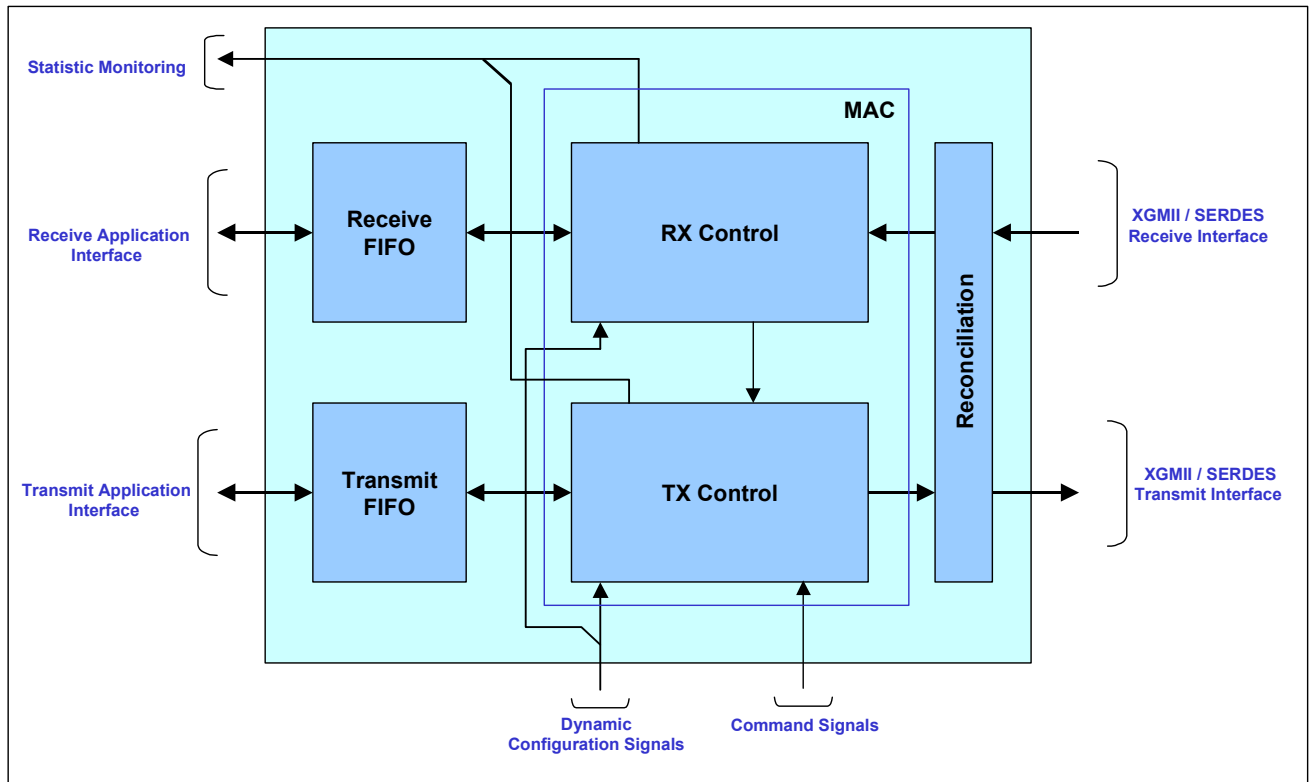 Statistic Monitoring
MAC
Receive Application
Interface
Receive
FIFO
RX Control
XGMII / SERDES
Receive Interface
Reconciliation
Transmit Application
Interface
Transmit
FIFO
TX Control
XGMII / SERDES
Transmit Interface
Dynamic
Configuration Signals
Command Signals